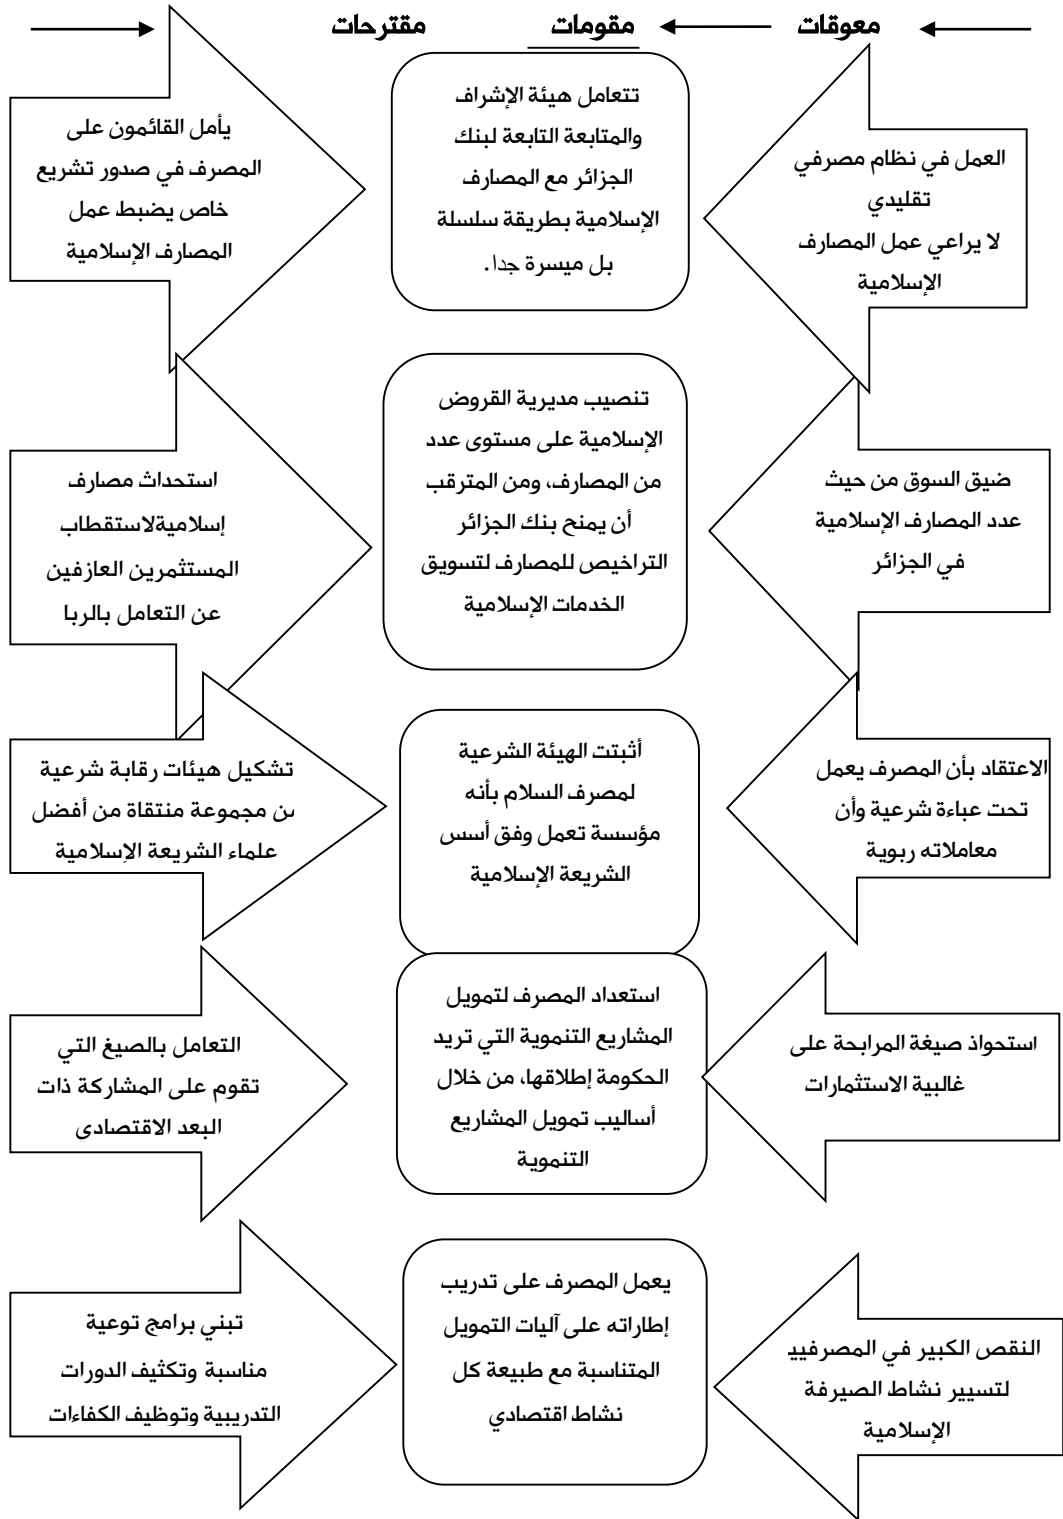 معوقات
مقومات
مقترحات
العمل في نظام مصرفي
تقليدي
لا يراعي عمل المصارف
الإسلامية
تتعامل هيئة الإشراف
والمتابعة التابعة لبنك
الجزائر مع المصارف
الإسلامية بطريقة سلسلة
بل ميسرة جدا.
يأمل القائمون على
المصرف في صدور تشريع
خاص يضبط عمل
المصارف الإسلامية
ضيق السوق من حيث
عدد المصارف الإسلامية
في الجزائر
تنصيب مديرية القروض
الإسلامية على مستوى عدد
من المصارف، ومن المترقب
أن يمنح بنك الجزائر
التراخيص للمصارف لتسويق
الخدمات الإسلامية
استحداث مصارف
إسلاميةلاستقطاب
المستثمرين العازفين
عن التعامل بالربا
الاعتقاد بأن المصرف يعمل
تحت عباءة شرعية وأن
معاملاته ربوية
أثبتت الهيئة الشرعية
لمصرف السلام بأنه
مؤسسة تعمل وفق أسس
الشريعة الإسلامية
تشكيل هيئات رقابة شرعية
من مجموعة منتقاة من أفضل
علماء الشريعة الإسلامية
استحواذ صيغة المرابحة على
غالبية الاستثمارات
استعداد المصرف لتمويل
المشاريع التنموية التي تريد
الحكومة إطلاقها، من خلال
أساليب تمويل المشاريع
التنموية
التعامل بالصيغ التي
تقوم على المشاركة ذات
البعد الاقتصادي
النقص الكبير في
لتسيير نشاط الصيرفة
الإسلامية
يعمل المصرف على تدريب
إطاراته على آليات التمويل
المتناسبة مع طبيعة كل
نشاط اقتصادي
تبني برامج توعية
مناسبة وتكثيف الدورات
التدريبية وتوظيف الكفاءات